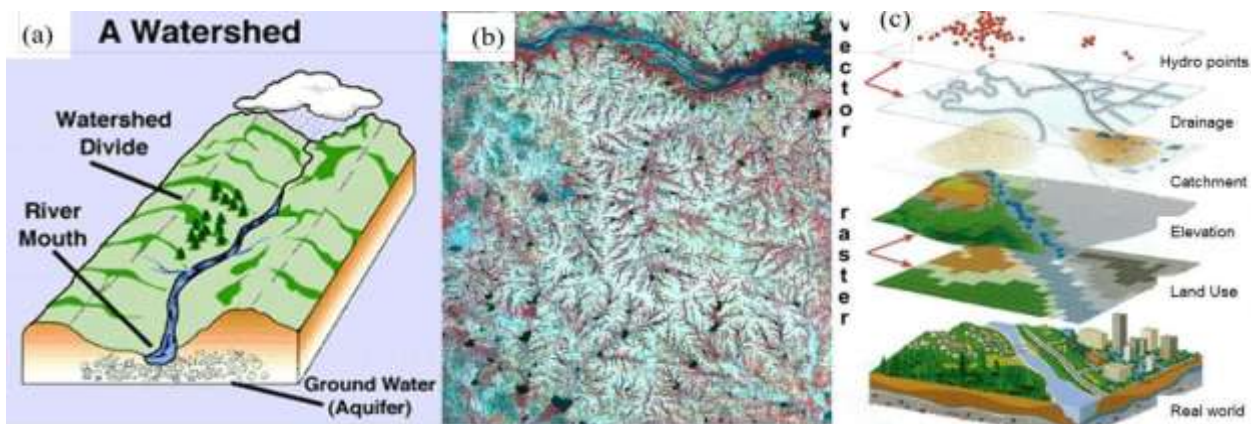 (a) A Watershed
Watershed
Divide
River
Mouth
Ground Water
(Aquifer)
(b)
(c)
vector
raster
Hydro points
Drainage
Catchment
Elevation
Land Use
Real world